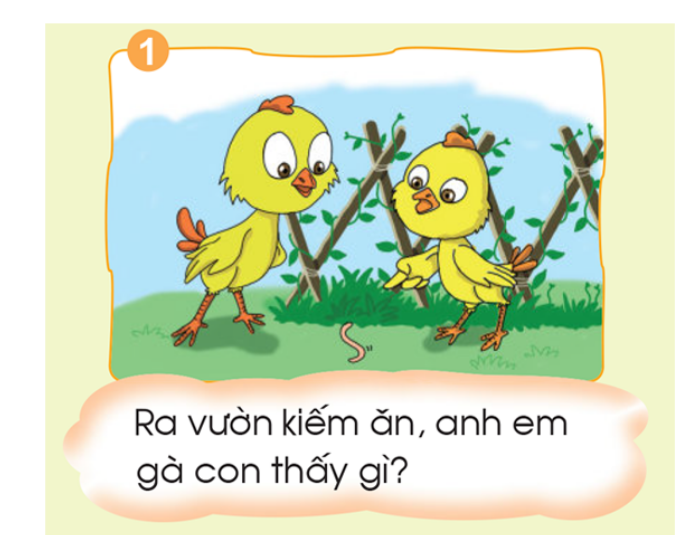 1
Ra vườn kiếm ăn, anh em
gà con thấy gì?